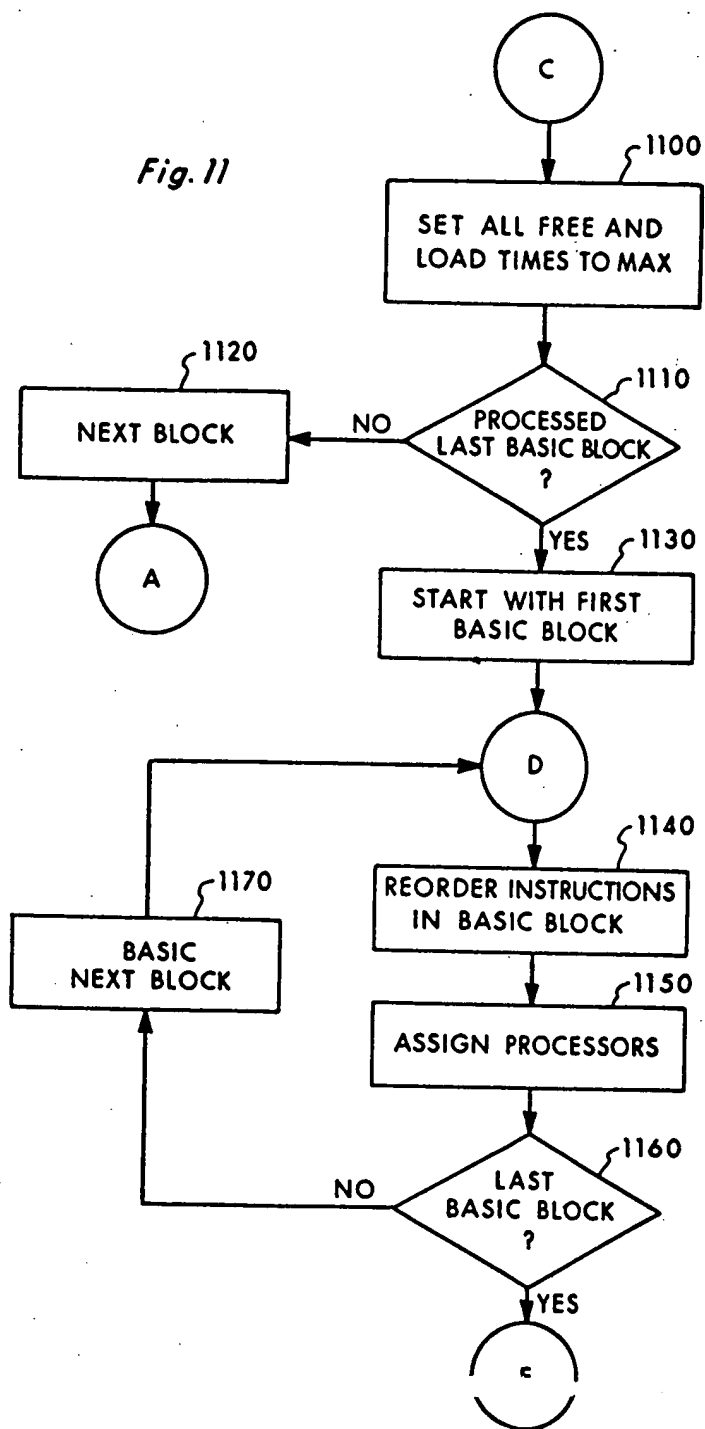 C
Fig. 11
1100
SET ALL FREE AND
LOAD TIMES TO MAX
1120
NEXT BLOCK
1110
PROCESSED
LAST BASIC BLOCK
?
NO
YES
A
1130
START WITH FIRST
BASIC BLOCK
D
1140
REORDER INSTRUCTIONS
IN BASIC BLOCK
1170
BASIC
NEXT BLOCK
1150
ASSIGN PROCESSORS
1160
LAST
BASIC BLOCK
?
NO
YES